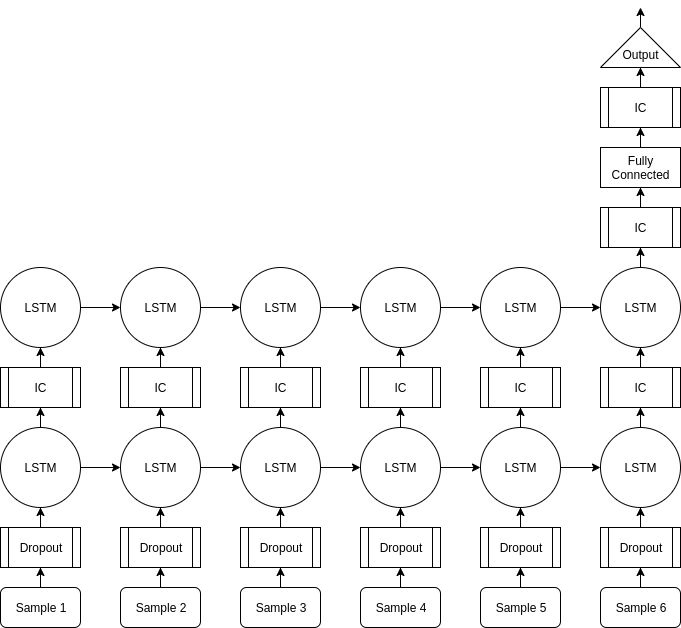 Output
IC
Fully
Connected
IC
LSTM LSTM LSTM LSTM LSTM LSTM
IC IC IC IC IC IC
LSTM LSTM LSTM LSTM LSTM LSTM
Dropout Dropout Dropout Dropout Dropout Dropout
Sample 1 Sample 2 Sample 3 Sample 4 Sample 5 Sample 6